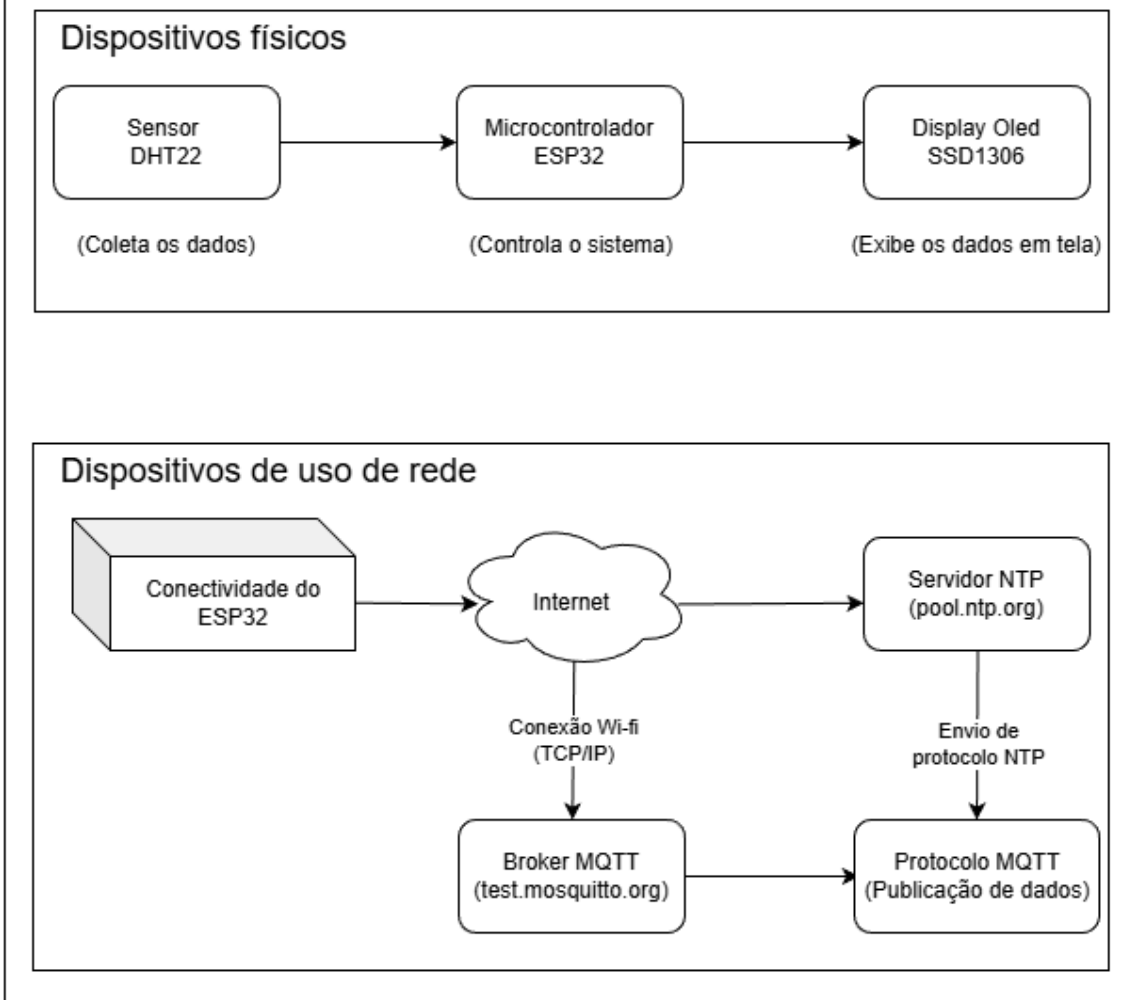 Dispositivos físicos
Sensor
DHT22
Microcontrolador
ESP32
Display Oled
SSD1306
(Coleta os dados)
(Controla o sistema)
(Exibe os dados em tela)
Dispositivos de uso de rede
Conectividade do
ESP32
Internet
Servidor NTP
(pool.ntp.org)
Conexão Wi-fi
(TCP/IP)
Envio de
protocolo NTP
Broker MQTT
(test.mosquitto.org)
Protocolo MQTT
(Publicação de dados)